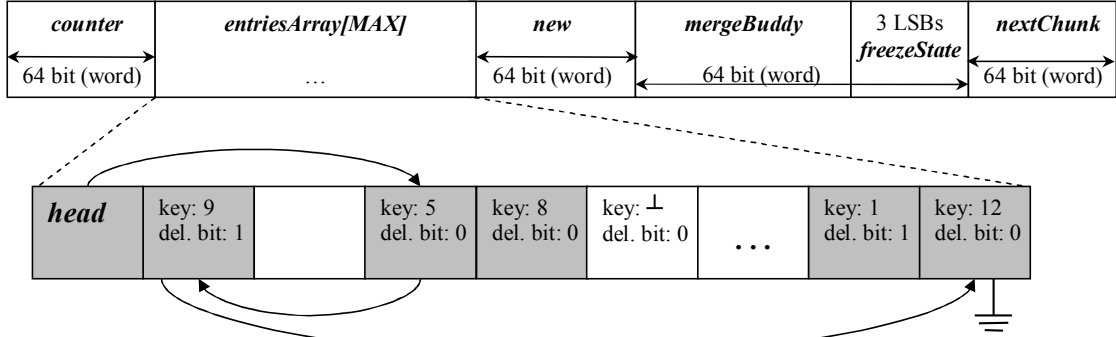 counter entriesArray[MAX] new mergeBuddy 3 LSBs freezeState nextChunk
64 bit (word) … 64 bit (word) 64 bit (word) 64 bit (word)
head key: 9 key: 5 key: 8 key: ⊥ key: 1 key: 12
del. bit: 1 del. bit: 0 del. bit: 0 del. bit: 0 ... del. bit: 1 del. bit: 0